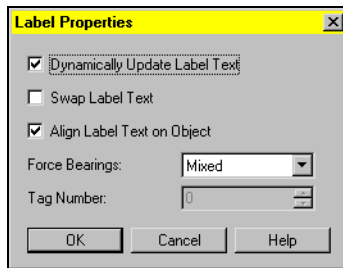 Label Properties
Dynamically Update Label Text
Swap Label Text
Align Label Text on Object
Force Bearings: Mixed
Tag Number: 0
OK Cancel Help